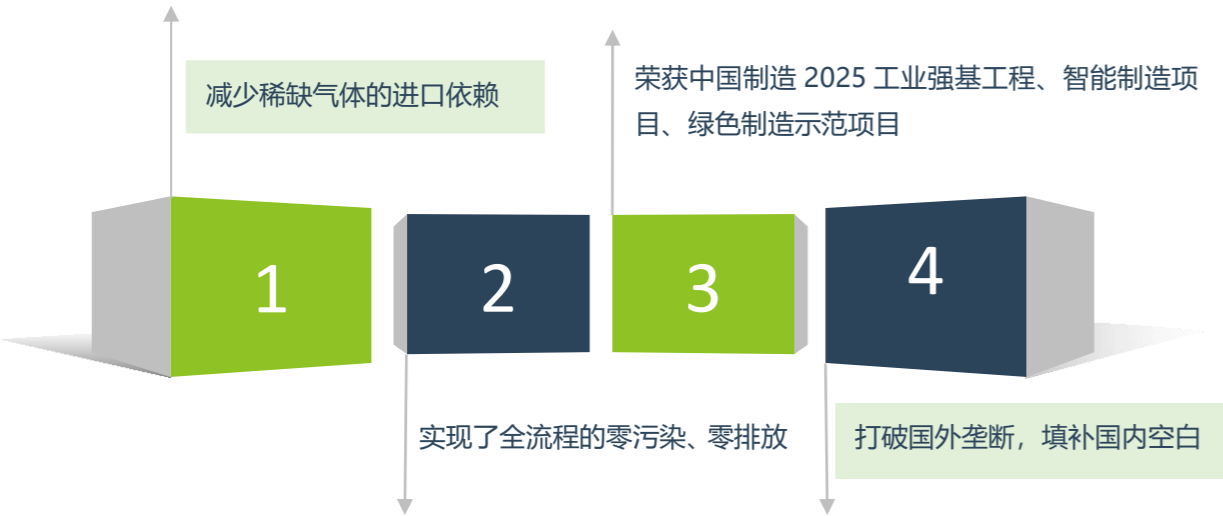 减少稀缺气体的进口依赖
荣获中国制造 2025 工业强基工程、智能制造项
目、绿色制造示范项目
1
2
3
4
实现了全流程的零污染、零排放
打破国外垄断，填补国内空白